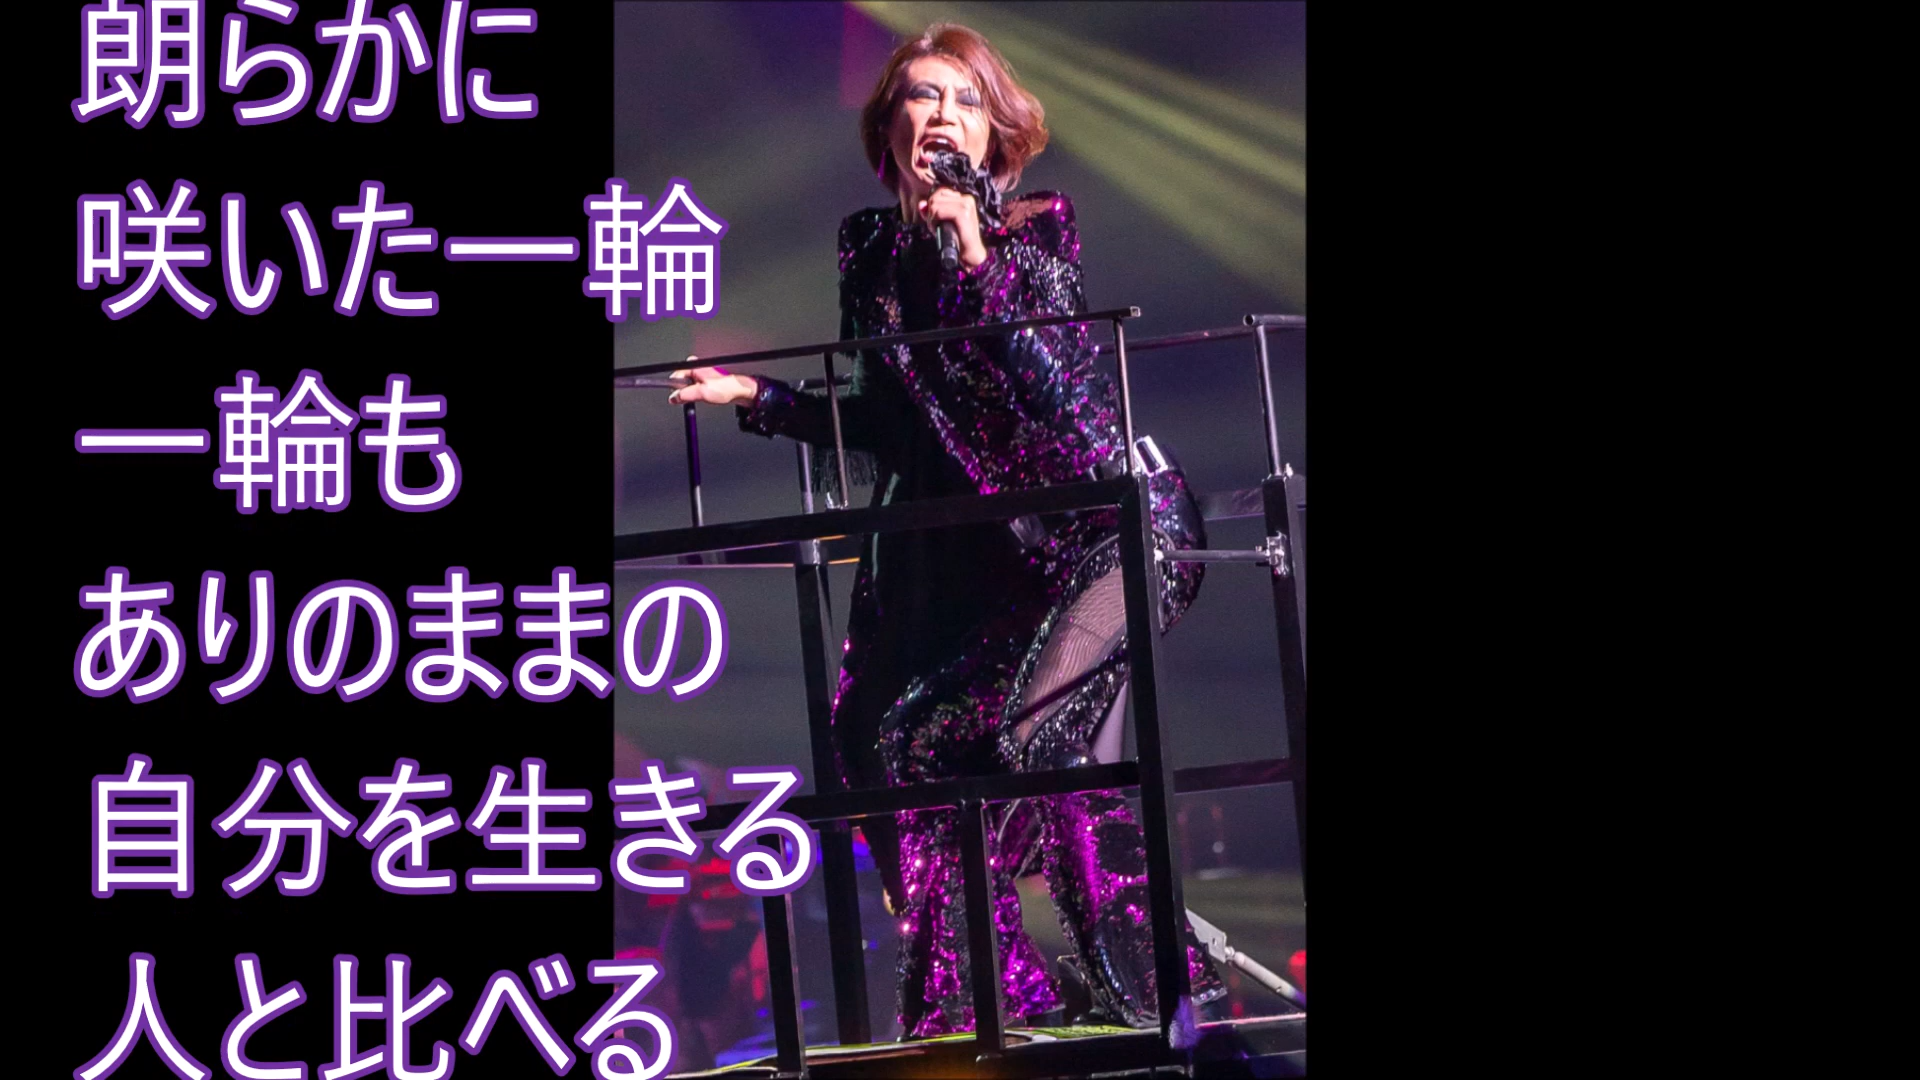 朗らかに
咲いた一輪
一輪も
ありのままの
自分を生きる
人と比べる